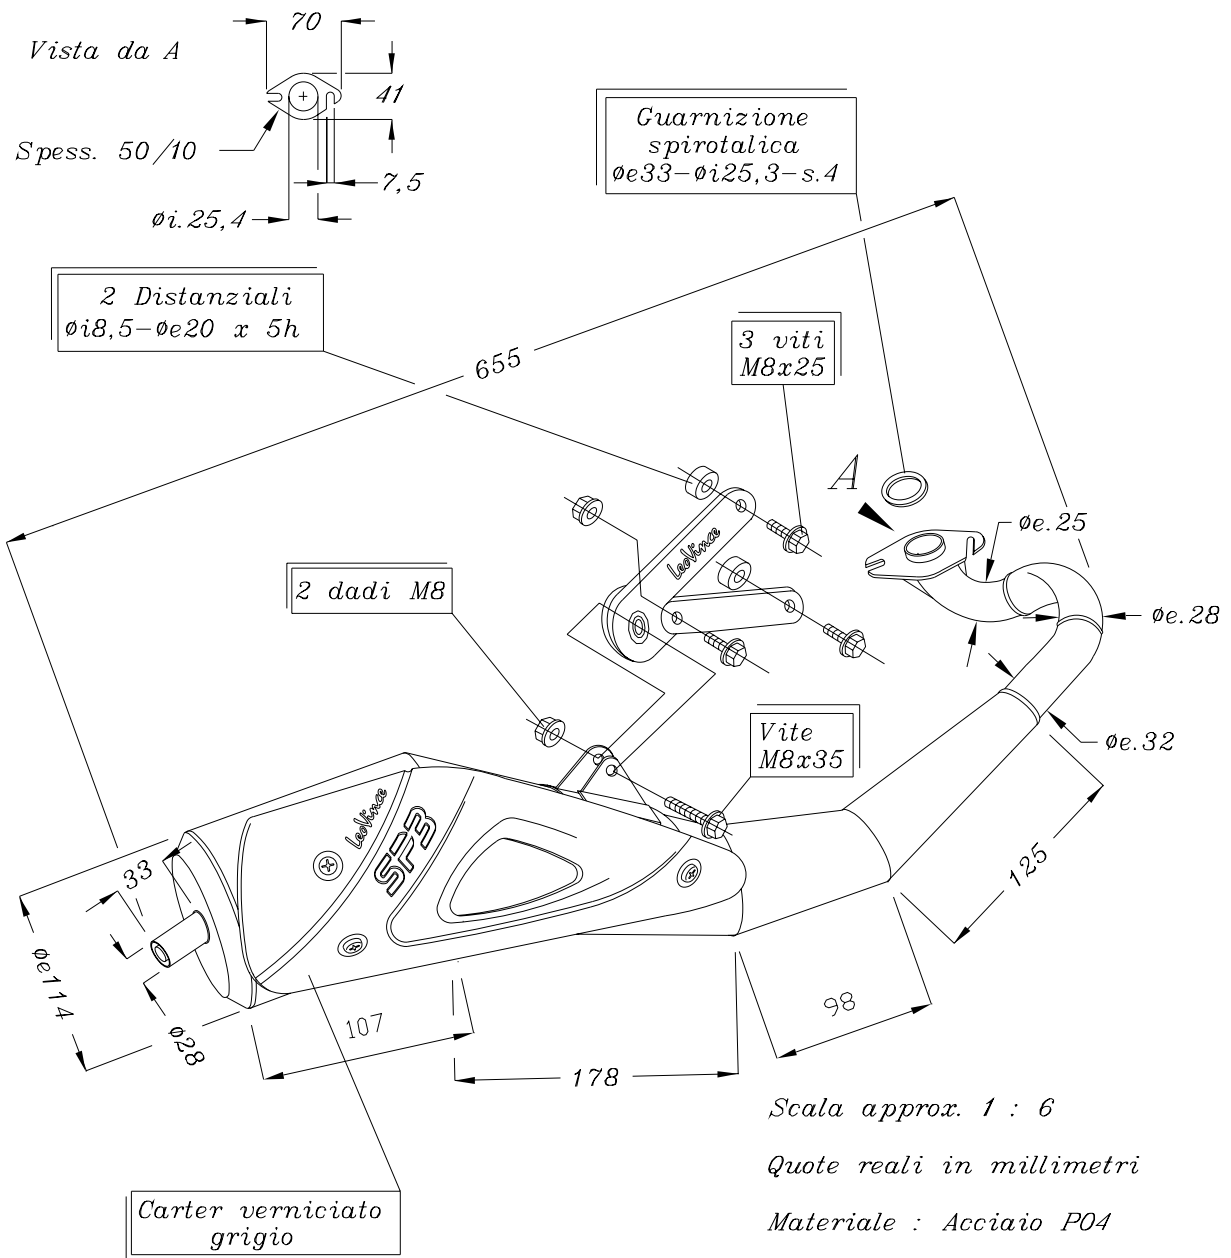 70
Vista da A
41
Spess. 50/10
7,5
øi.25,4
Guarnizione
spirotalica
øe33-øi25,3-s.4
2 Distanziali
øi8,5-øe20 x 5h
655
3 viti
M8x25
A
øe.25
LeoVince
2 dadi M8
øe.28
Vite
M8x35
øe.32
LeoVince
SP3
33
125
øe114
ø28
107
98
178
Scala approx. 1 : 6
Quote reali in millimetri
Materiale : Acciaio P04
Carter verniciato
grigio